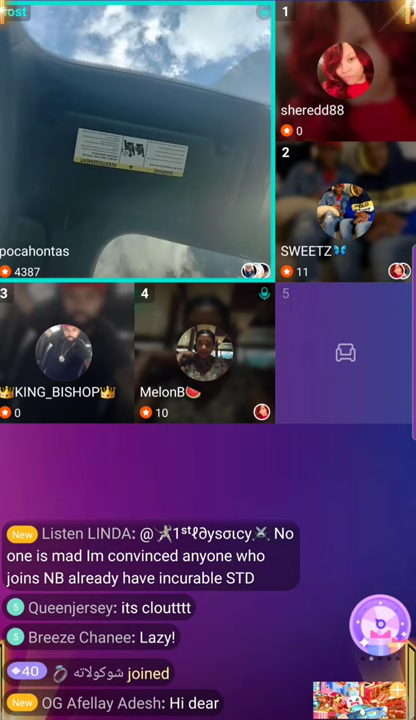 ost
1
sheredd88
0
2
SWEETZ🦋
11
pocahontas
4387
3
👑KING_BISHOP👑
0
4
MelonB🍉
10
5
New Listen LINDA: @🤺1ˢᵗℓ∂ysσιcy⚔ No
one is mad Im convinced anyone who
joins NB already have incurable STD
5 Queenjersey: its cloutttt
5 Breeze Chanee: Lazy!
40 💍 شوكولاته joined
New OG Afellay Adesh: Hi dear